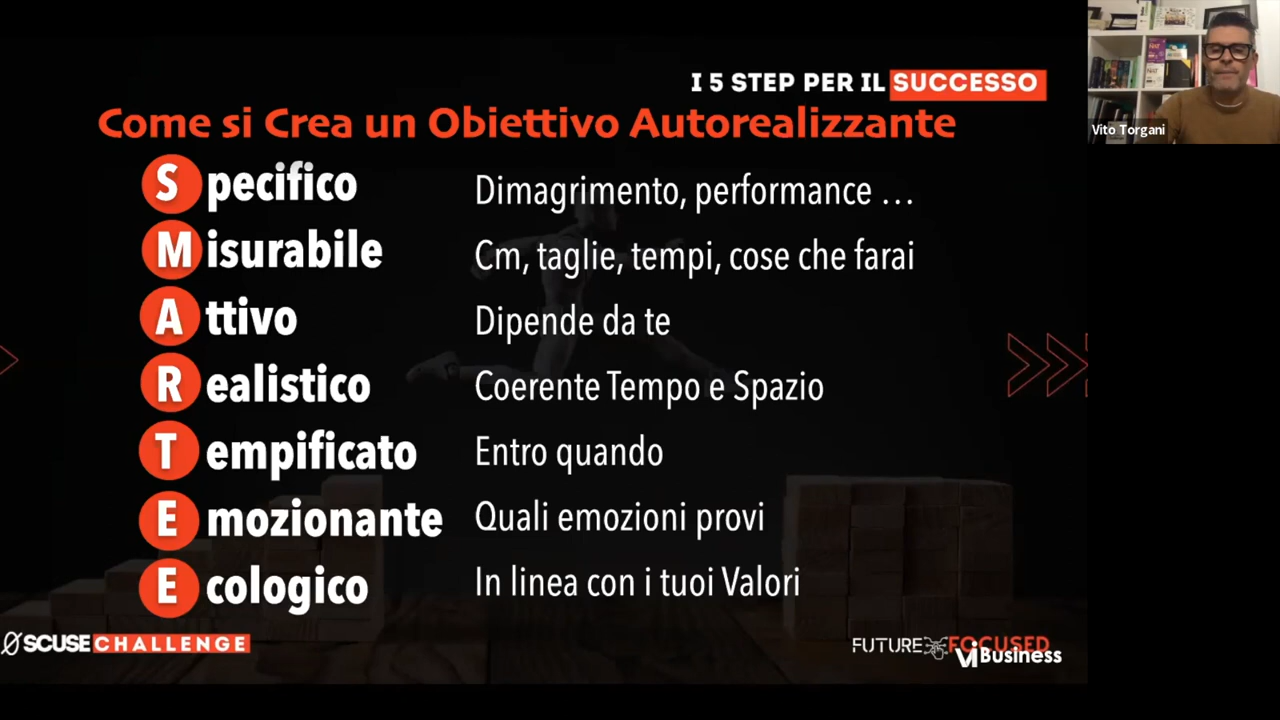 I 5 STEP PER IL SUCCESSO
Come si Crea un Obiettivo Autorealizzante
Specifico Dimagrimento, performance …
Misurabile Cm, taglie, tempi, cose che farai
Attivo Dipende da te
Realistico Coerente Tempo e Spazio
Tempificato Entro quando
Emozionante Quali emozioni provi
Ecologico In linea con i tuoi Valori
ØSCUSE CHALLENGE
FUTURE FOCUSED
Vi Business
Vito Torgani